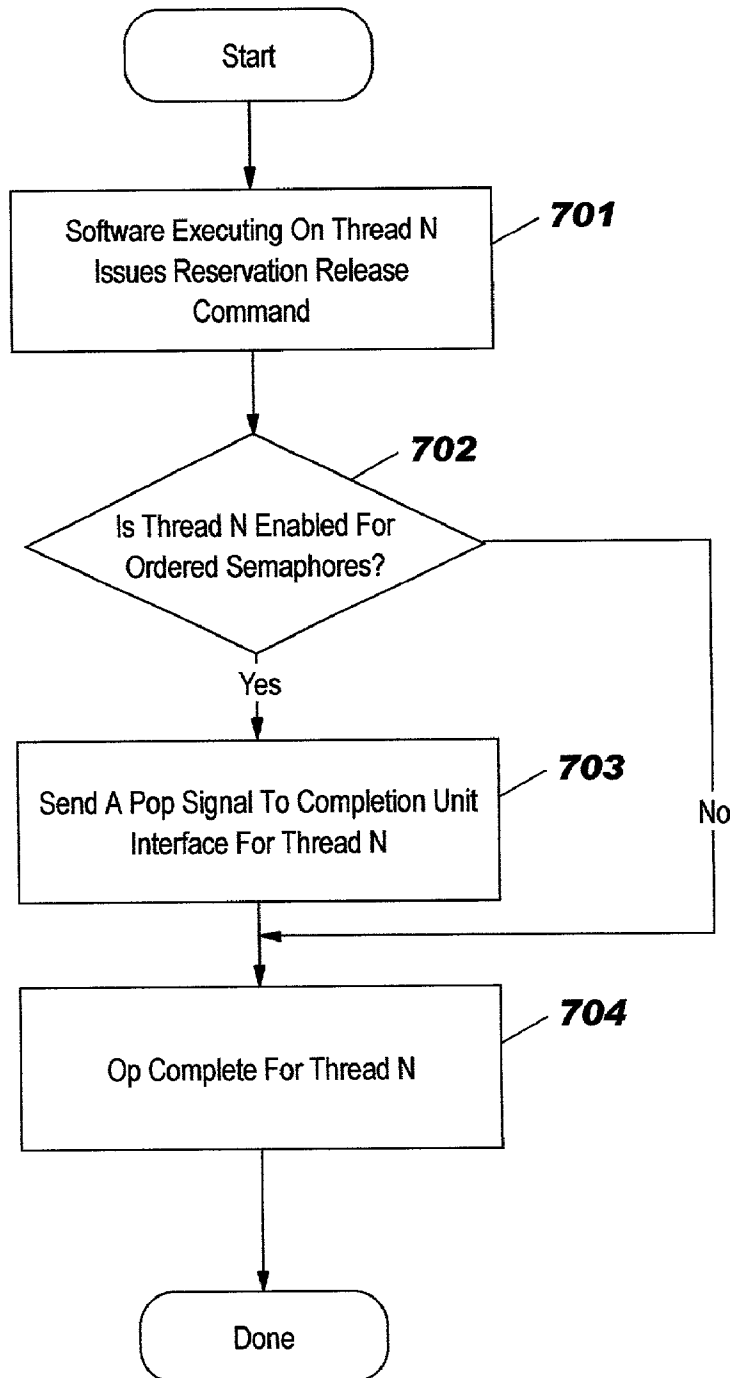 Start
Software Executing On Thread N
Issues Reservation Release
Command
701
702
Is Thread N Enabled For
Ordered Semaphores?
Yes
No
703
Send A Pop Signal To Completion Unit
Interface For Thread N
704
Op Complete For Thread N
Done